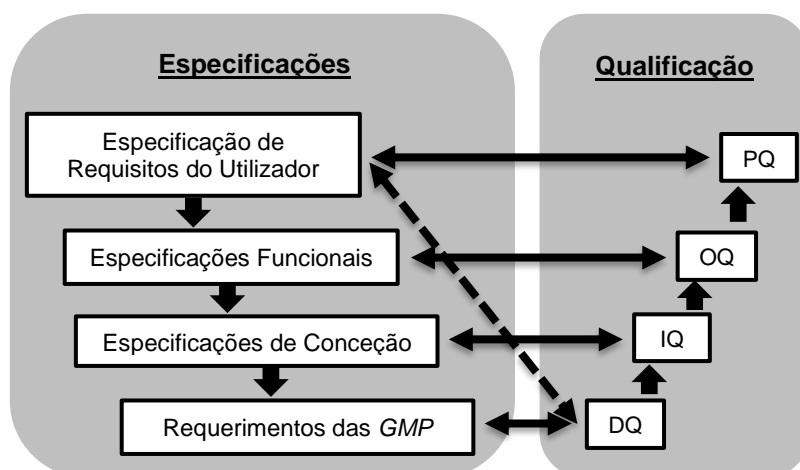 Especificações
Qualificação
Especificação de
Requisitos do Utilizador
PQ
Especificações Funcionais
OQ
Especificações de Conceção
IQ
Requerimentos das GMP
DQ